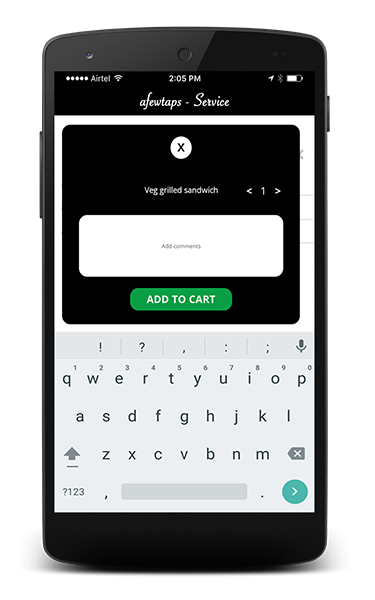 Airtel 2:05 PM
afewtaps - Service
X
Veg grilled sandwich < 1 >
Add comments
ADD TO CART
! ? , : ;
1 2 3 4 5 6 7 8 9 0
q w e r t y u i o p
a s d f g h j k l
z x c v b n m
?123 , . >